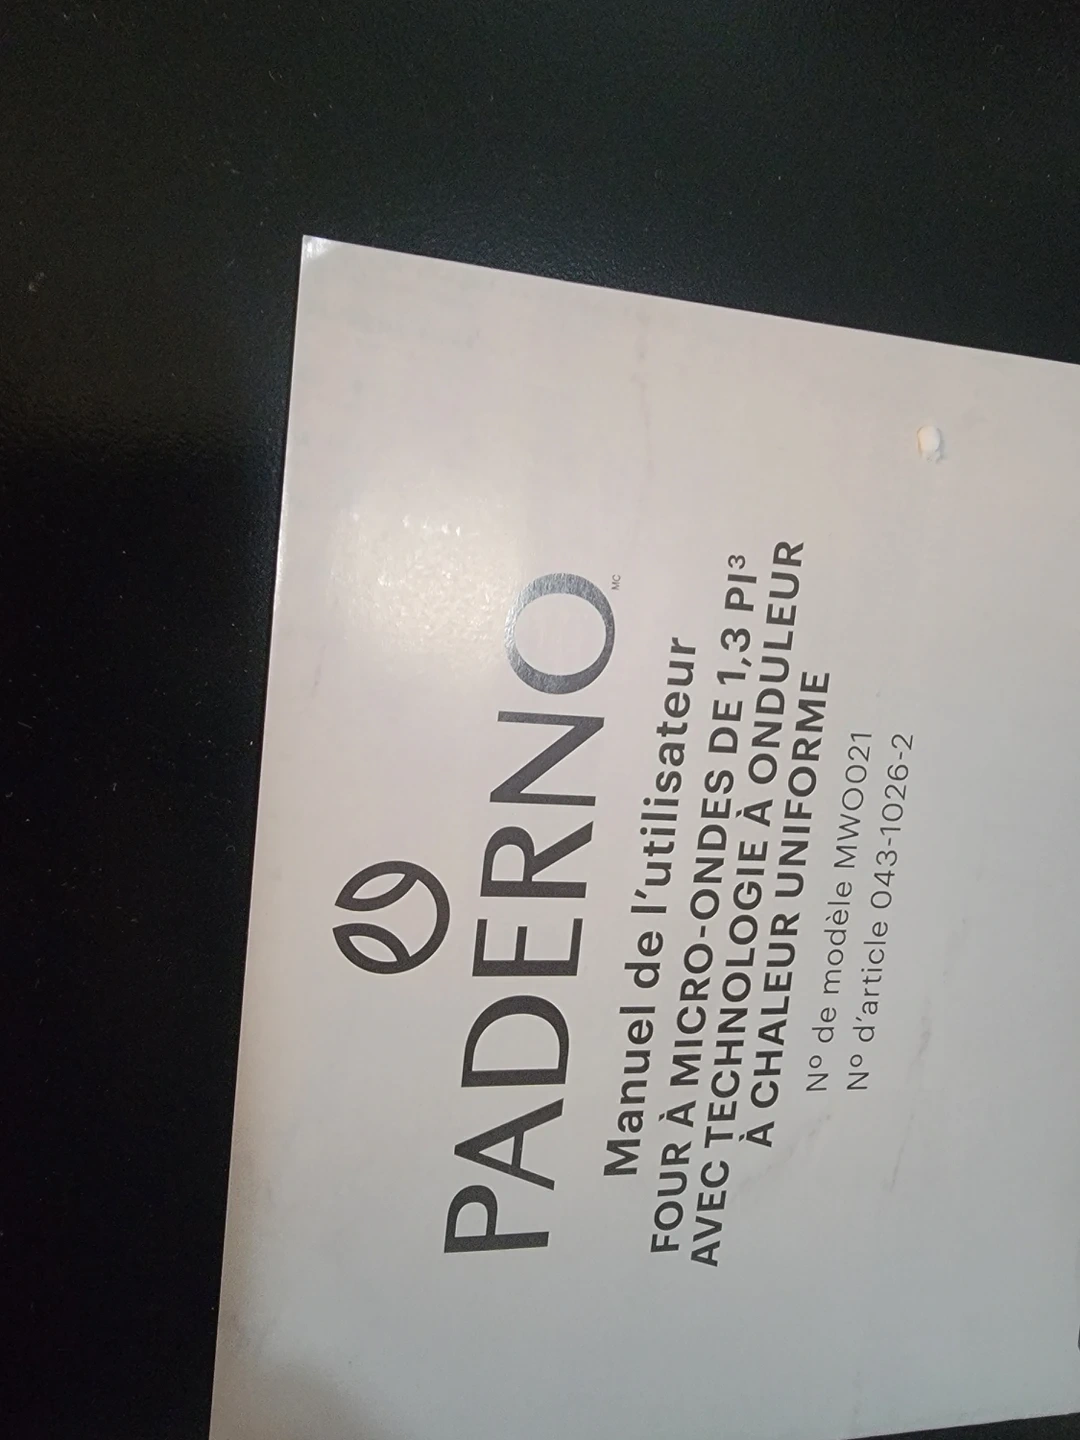 PADERNO
MC
Manuel de l'utilisateur
FOUR À MICRO-ONDES DE 1,3 PI³
AVEC TECHNOLOGIE À ONDULEUR
À CHALEUR UNIFORME
Nº de modèle MWO021
Nº d'article 043-1026-2